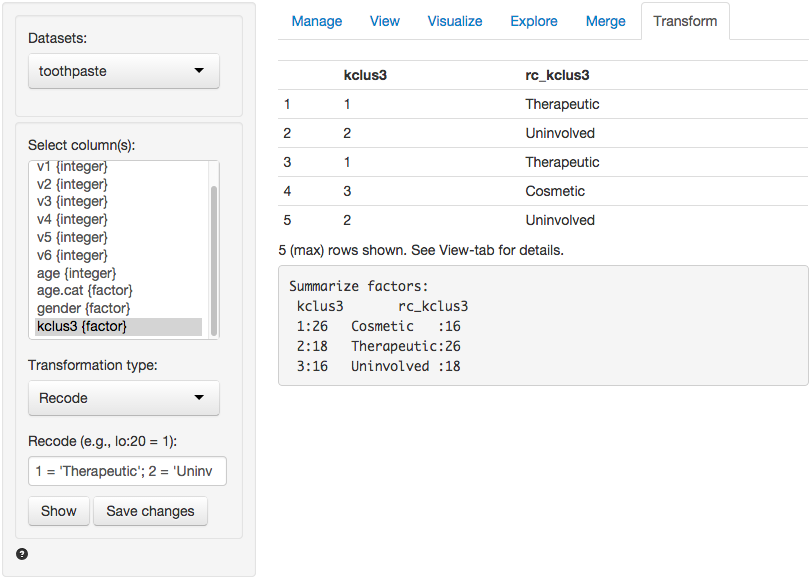 Datasets:
toothpaste
Select column(s):
v1 {integer}
v2 {integer}
v3 {integer}
v4 {integer}
v5 {integer}
v6 {integer}
age {integer}
age.cat {factor}
gender {factor}
kclus3 {factor}
Transformation type:
Recode
Recode (e.g., lo:20 = 1):
1 = 'Therapeutic'; 2 = 'Uninv
Show Save changes
?
Manage View Visualize Explore Merge Transform
kclus3 rc_kclus3
1 1 Therapeutic
2 2 Uninvolved
3 1 Therapeutic
4 3 Cosmetic
5 2 Uninvolved
5 (max) rows shown. See View-tab for details.
Summarize factors:
kclus3 rc_kclus3
1:26 Cosmetic :16
2:18 Therapeutic:26
3:16 Uninvolved :18